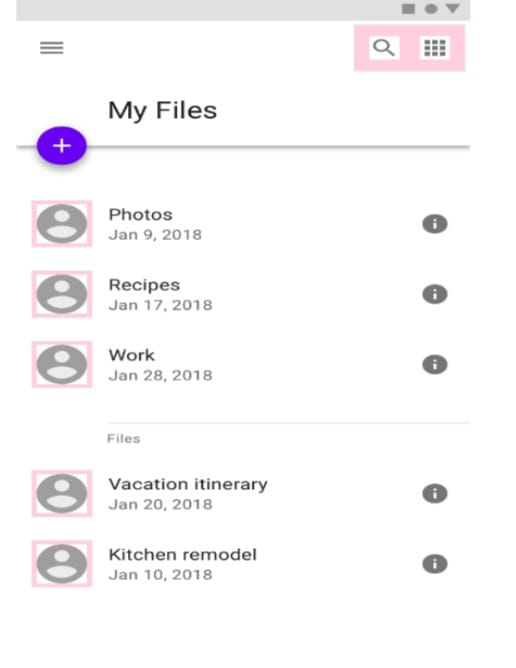 My Files
Photos
Jan 9, 2018
Recipes
Jan 17, 2018
Work
Jan 28, 2018
Files
Vacation itinerary
Jan 20, 2018
Kitchen remodel
Jan 10, 2018